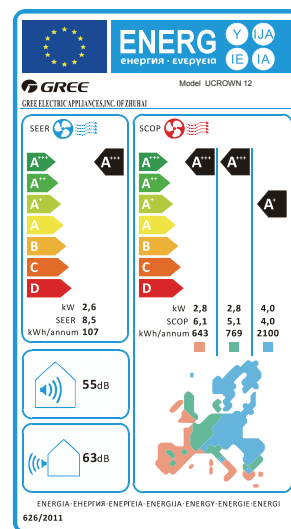 ENERG Y IJA
енергия · ενεργεια IE IA
GREE Model UCROWN 12
GREE ELECTRIC APPLIANCES,INC. OF ZHUHAI
SEER SCOP
A+++ A+++ A+++ A+++ A+++
A++ A++
A+ A+ A+
A A
B B
C C
D D
kW 2,6 kW 2,8 2,8 4,0
SEER 8,5 SCOP 6,1 5,1 4,0
kWh/annum 107 kWh/annum 643 769 2100
55dB
63dB
ENERGIA·ЕНЕРГИЯ·ΕΝΕΡΓΕΙΑ·ENERGIJA·ENERGY·ENERGIE·ENERGI
626/2011